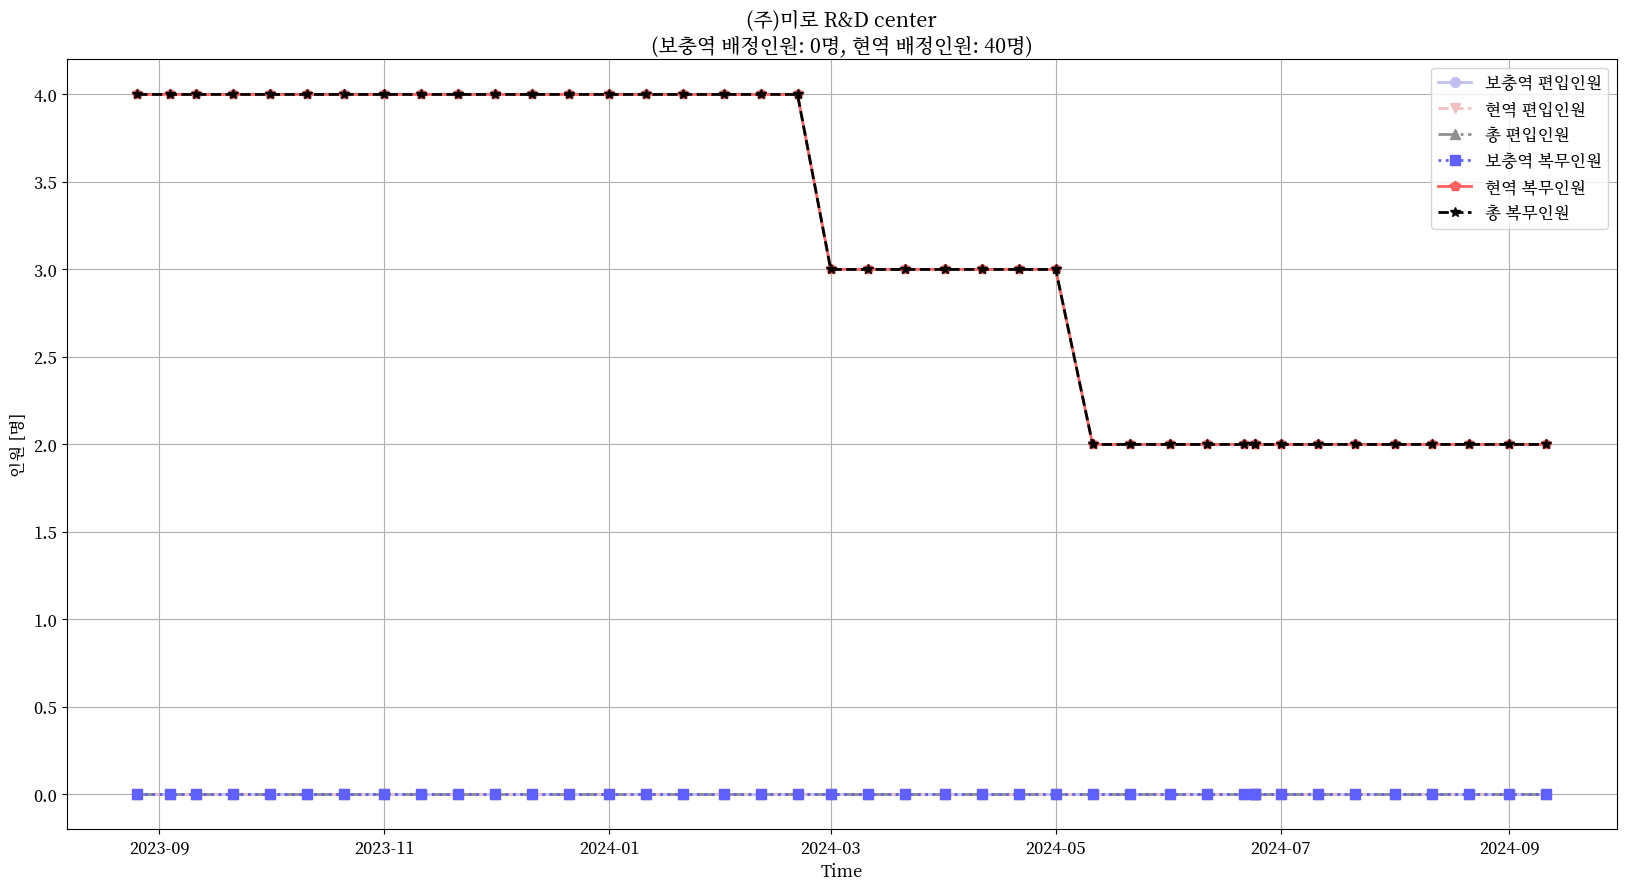 (주)미로 R&D center
(보충역 배정인원: 0명, 현역 배정인원: 40명)
보충역 편입인원
현역 편입인원
총 편입인원
보충역 복무인원
현역 복무인원
총 복무인원
인원 [명]
4.0
3.5
3.0
2.5
2.0
1.5
1.0
0.5
0.0
2023-09
2023-11
2024-01
2024-03
2024-05
2024-07
2024-09
Time